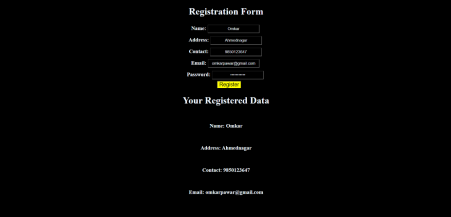 Registration Form
Name: Omkar
Address: Ahmednagar
Contact: 9850123647
Email: omkarpawar@gmail.com
Password: ••••••••••
Register
Your Registered Data
Name: Omkar
Address: Ahmednagar
Contact: 9850123647
Email: omkarpawar@gmail.com